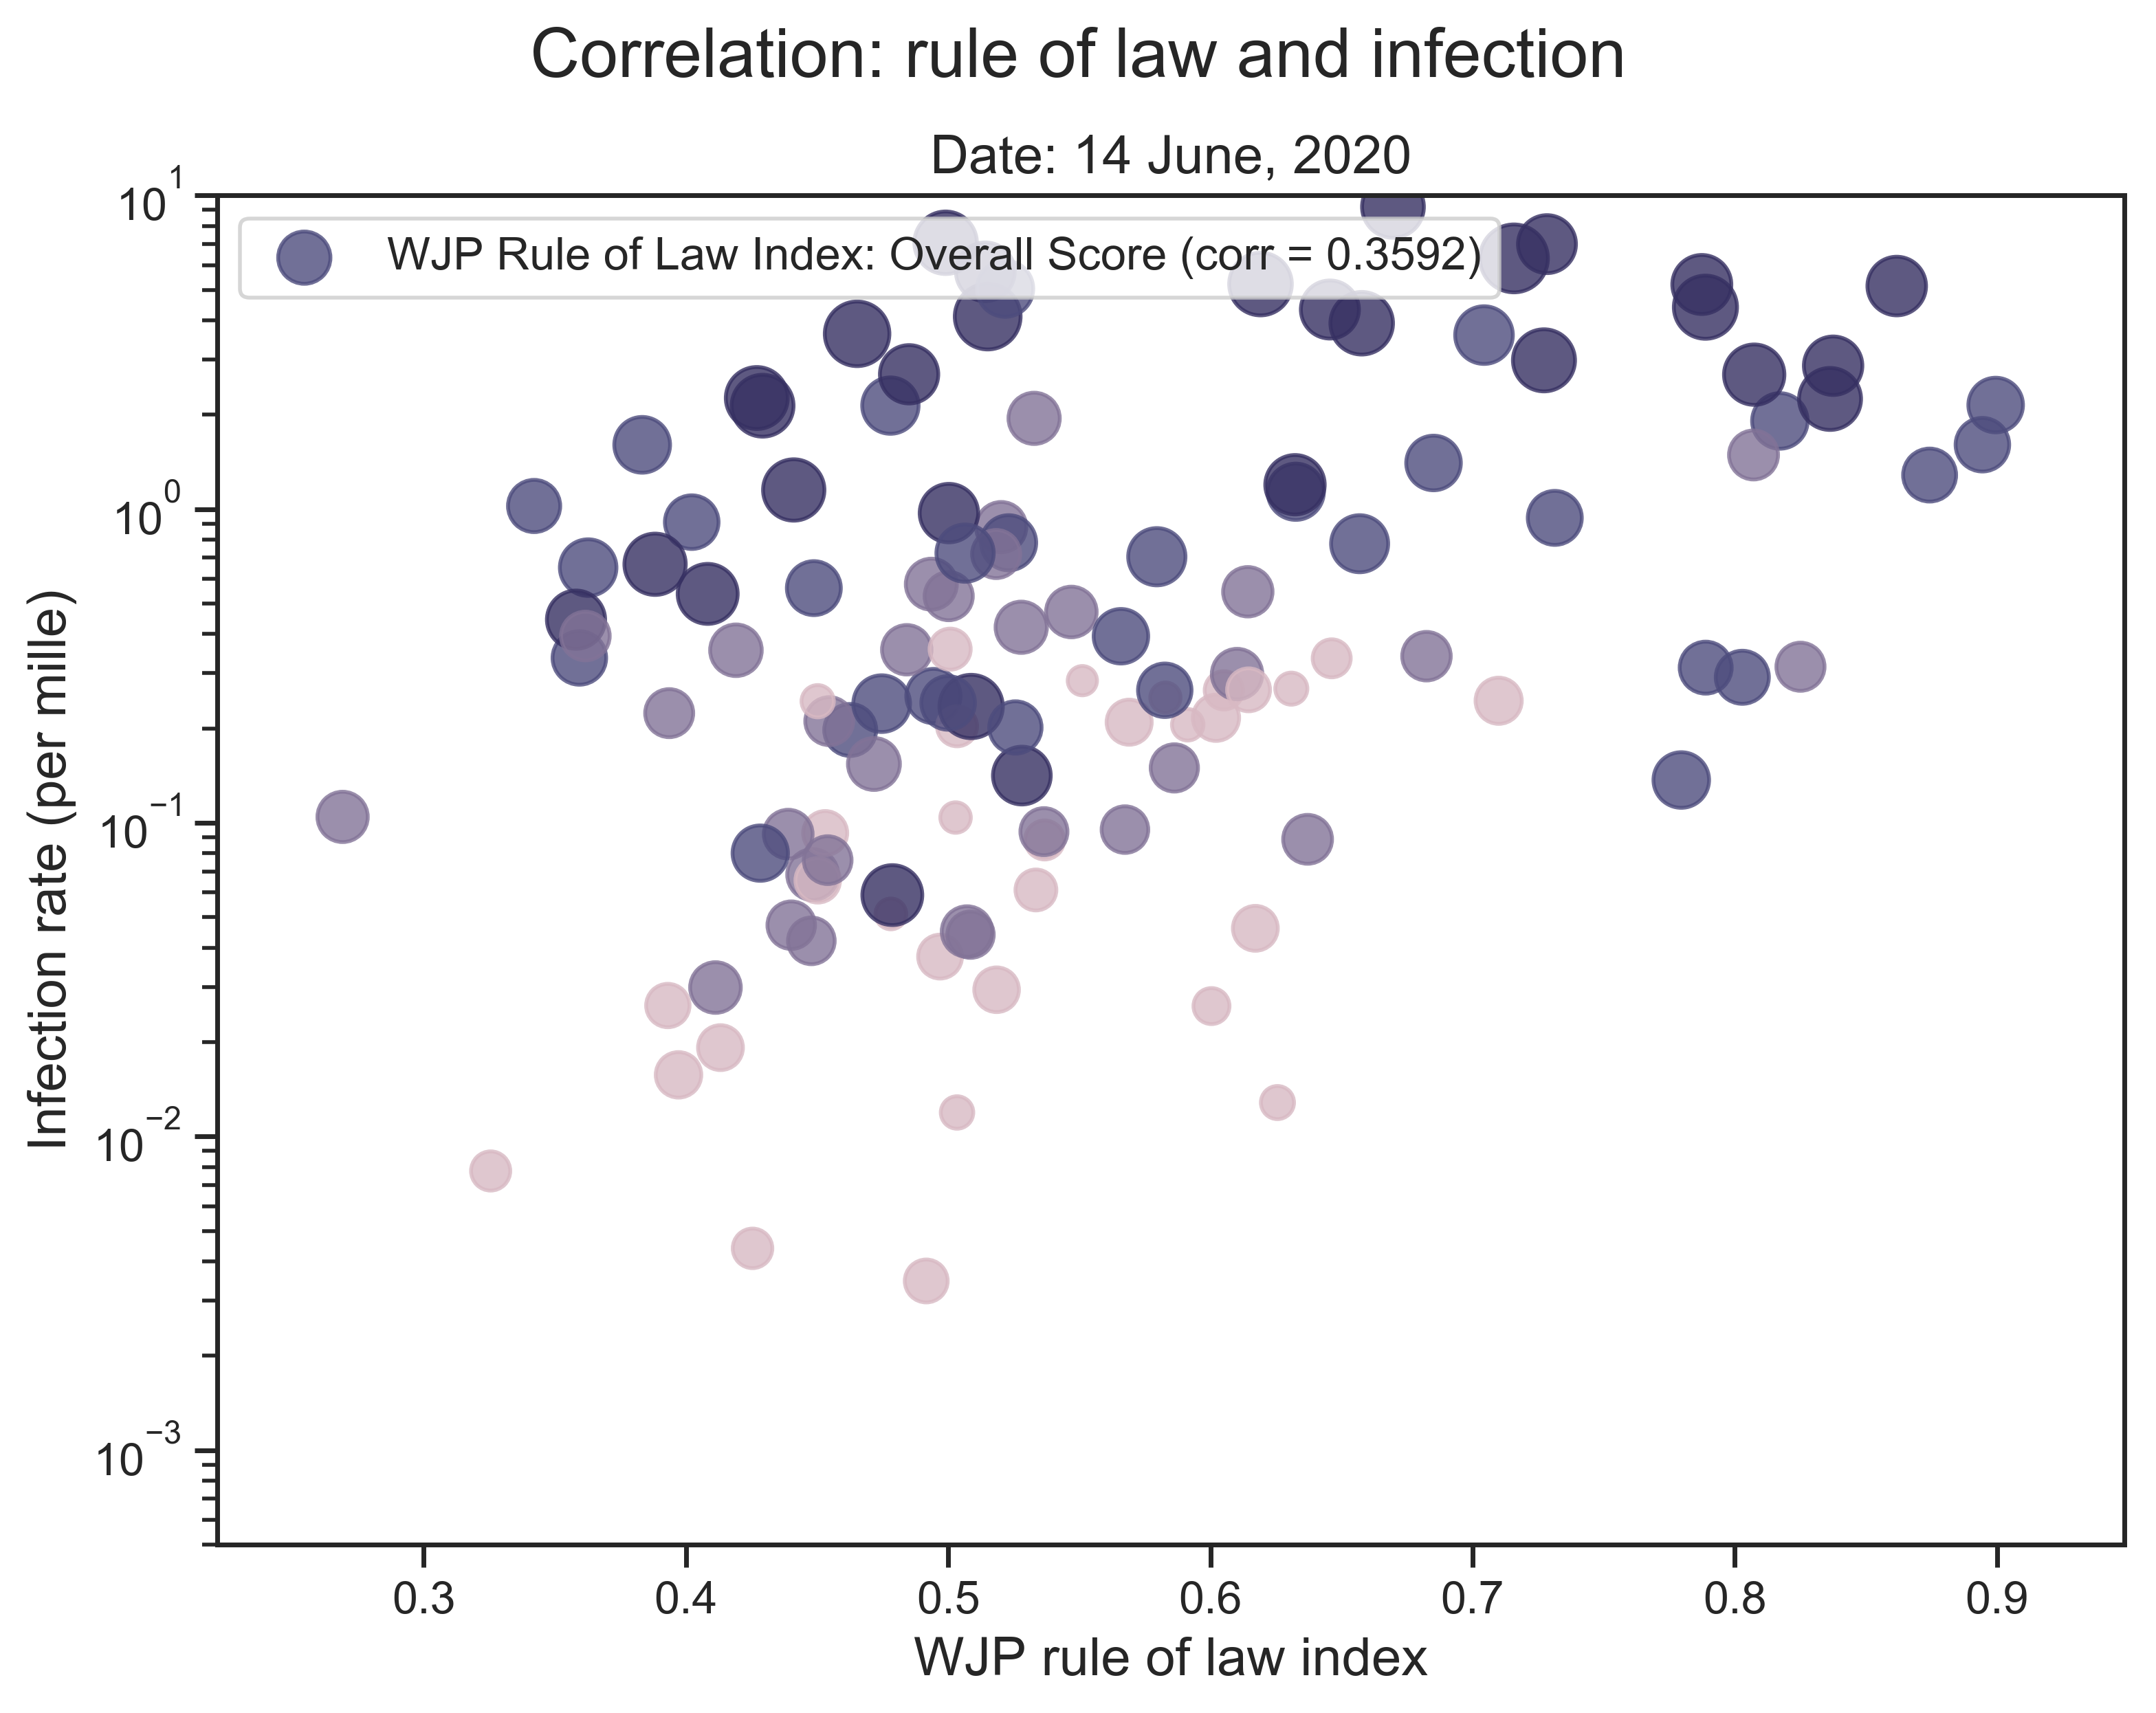 Correlation: rule of law and infection
Date: 14 June, 2020
WJP Rule of Law Index: Overall Score (corr = 0.3592)
Infection rate (per mille)
10^1
10^0
10^−1
10^−2
10^−3
0.3 0.4 0.5 0.6 0.7 0.8 0.9
WJP rule of law index